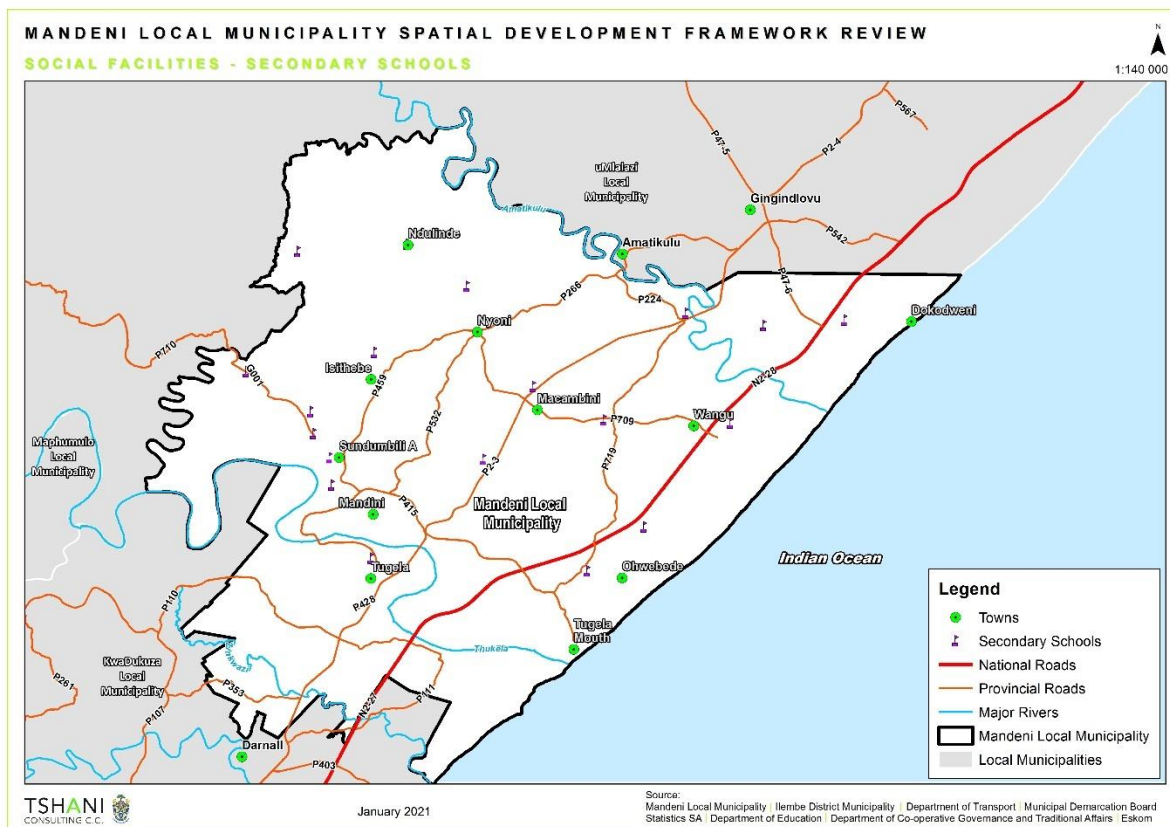 MANDENI LOCAL MUNICIPALITY SPATIAL DEVELOPMENT FRAMEWORK REVIEW
SOCIAL FACILITIES - SECONDARY SCHOOLS
N
1:140 000
P567
P47-5
P2-4
uMlalazi
Local
Municipality
Gingindlovu
Amatikulu
Ndulinde
Amatikulu
P542
P266
P47-6
P224
Nyoni
Dokodweni
P710
G001
Isithebe
P459
N2-28
Macambini
P532
P709
Wangu
Maphumulo
Local
Municipality
Sundumbili A
P2-3
P719
Mandini
P415
Mandeni Local
Municipality
Indian Ocean
Tugela
Ohwebede
P110
P428
Tugela
Mouth
Thukela
KwaDukuza
Local
Municipality
P261
P353
P111
P107
N2-27
Darnall
P403
Legend
Towns
Secondary Schools
National Roads
Provincial Roads
Major Rivers
Mandeni Local Municipality
Local Municipalities
TSHANI
CONSULTING C.C.
January 2021
Source:
Mandeni Local Municipality | Ilembe District Municipality | Department of Transport | Municipal Demarcation Board
Statistics SA | Department of Education | Department of Co-operative Governance and Traditional Affairs | Eskom